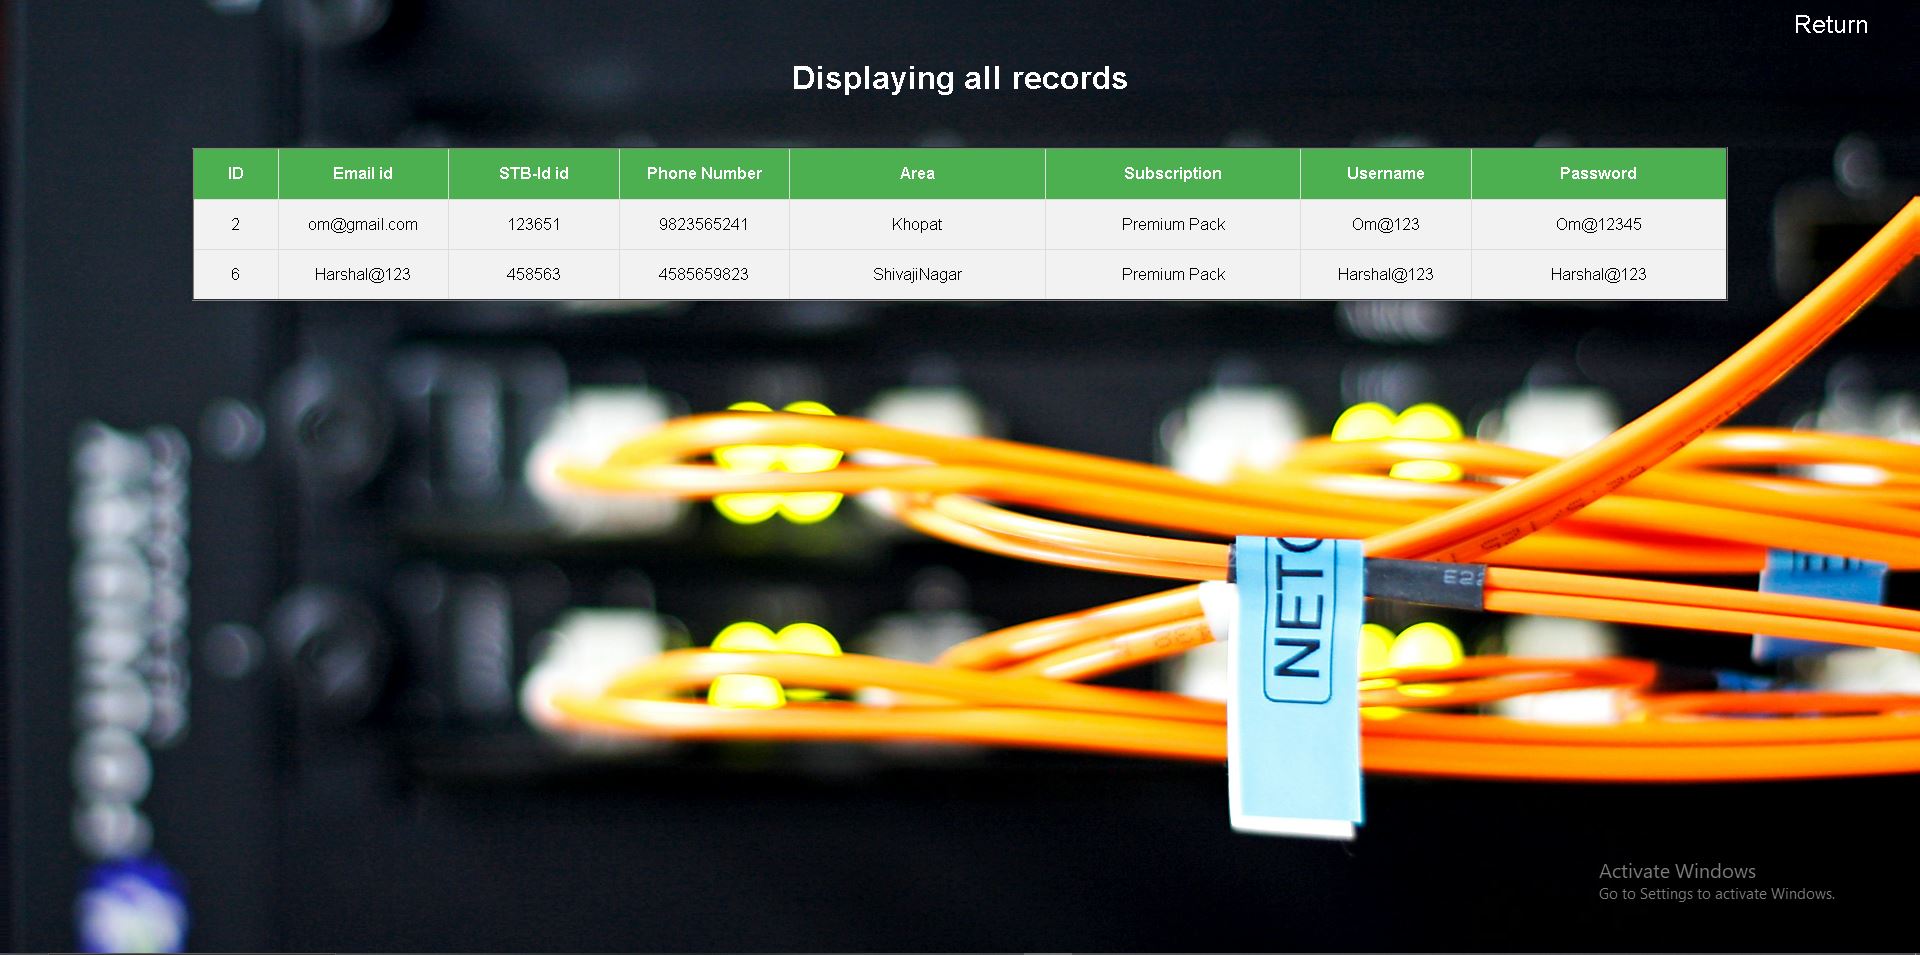 Return
Displaying all records
ID Email id STB-Id id Phone Number Area Subscription Username Password
2 om@gmail.com 123651 9823565241 Khopat Premium Pack Om@123 Om@12345
6 Harshal@123 458563 4585659823 ShivajiNagar Premium Pack Harshal@123 Harshal@123
Activate Windows
Go to Settings to activate Windows.